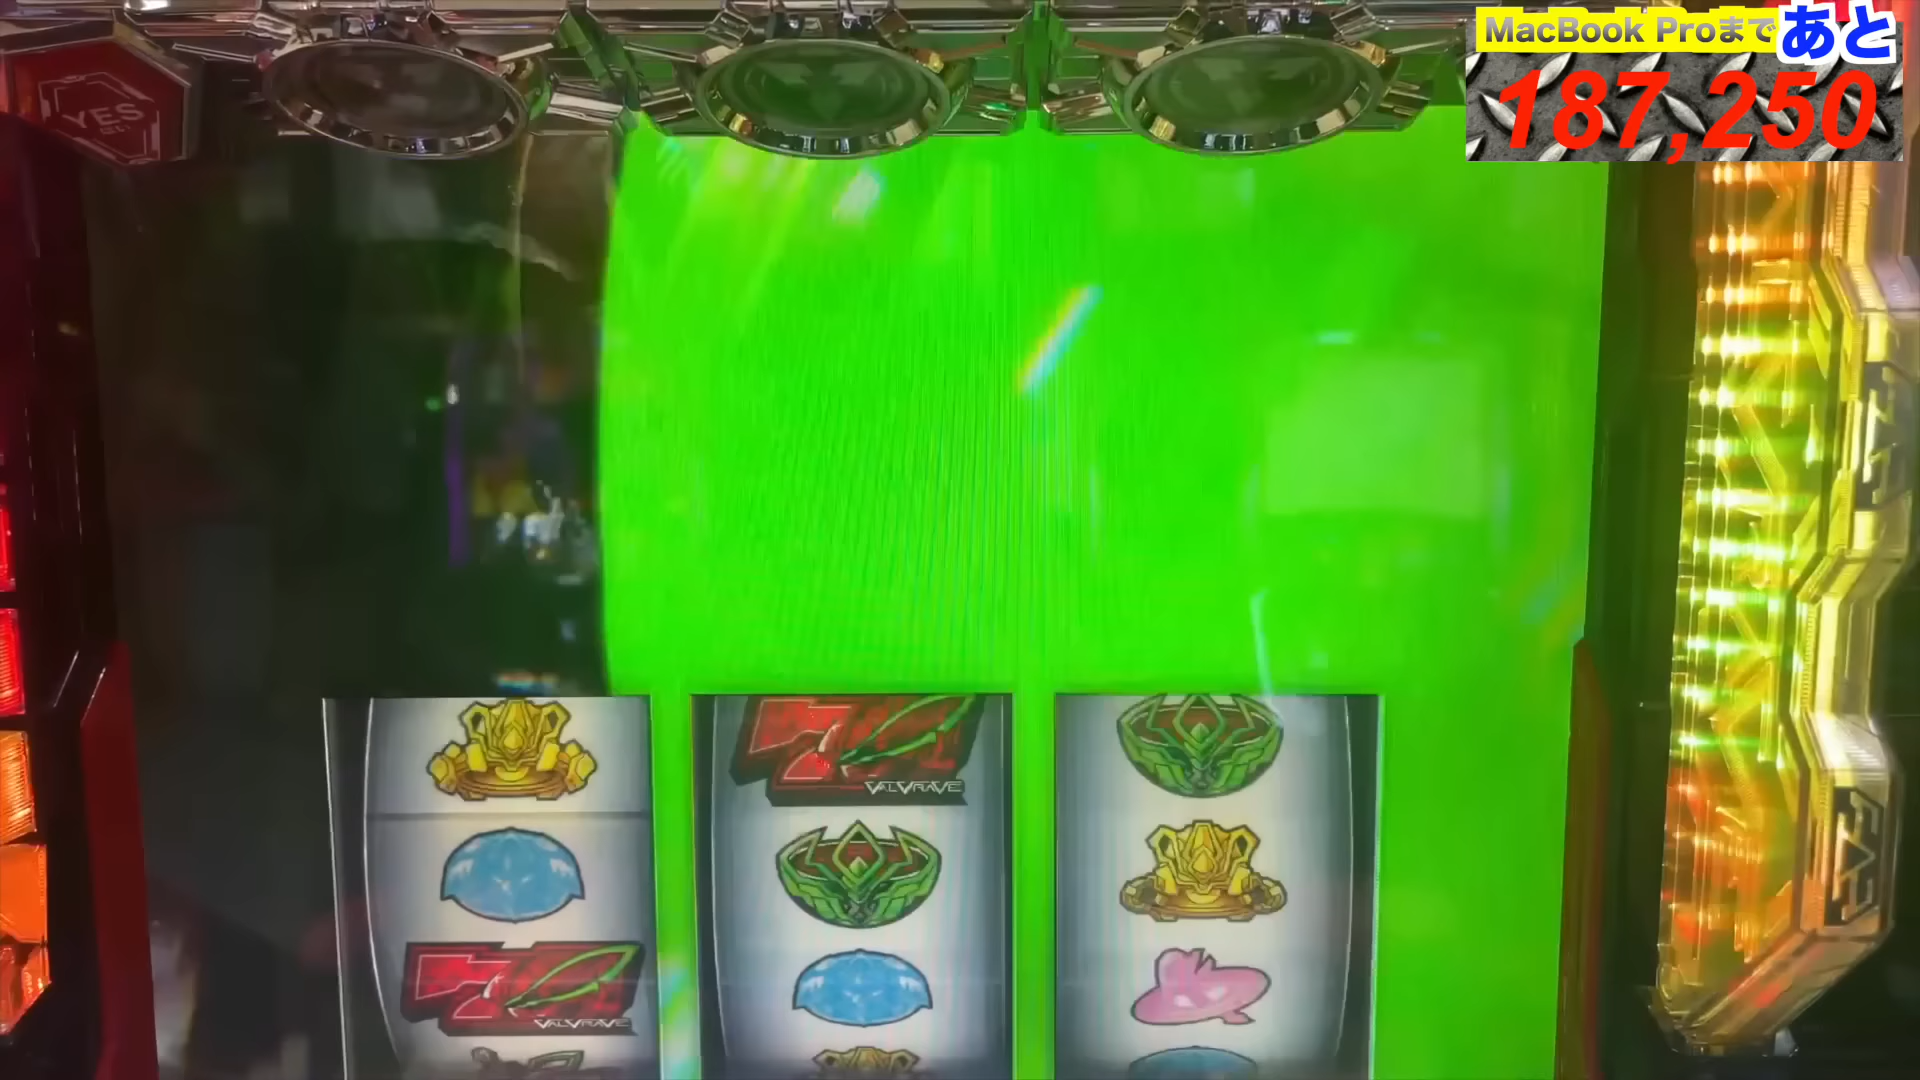 MacBook Proまで あと
187,250
YES
VALVRAVE
VALVRAVE